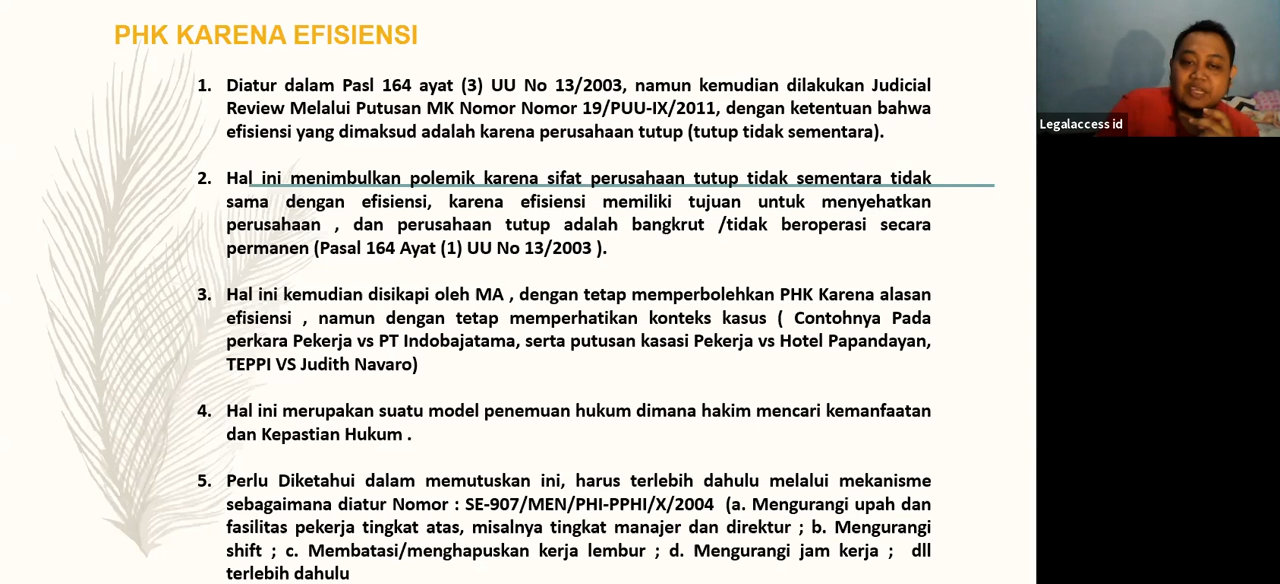 PHK KARENA EFISIENSI
1. Diatur dalam Pasl 164 ayat (3) UU No 13/2003, namun kemudian dilakukan Judicial
Review Melalui Putusan MK Nomor Nomor 19/PUU-IX/2011, dengan ketentuan bahwa
efisiensi yang dimaksud adalah karena perusahaan tutup (tutup tidak sementara).
2. Hal ini menimbulkan polemik karena sifat perusahaan tutup tidak sementara tidak
sama dengan efisiensi, karena efisiensi memiliki tujuan untuk menyehatkan
perusahaan , dan perusahaan tutup adalah bangkrut /tidak beroperasi secara
permanen (Pasal 164 Ayat (1) UU No 13/2003 ).
3. Hal ini kemudian disikapi oleh MA , dengan tetap memperbolehkan PHK Karena alasan
efisiensi , namun dengan tetap memperhatikan konteks kasus ( Contohnya Pada
perkara Pekerja vs PT Indobajatama, serta putusan kasasi Pekerja vs Hotel Papandayan,
TEPPI VS Judith Navaro)
4. Hal ini merupakan suatu model penemuan hukum dimana hakim mencari kemanfaatan
dan Kepastian Hukum .
5. Perlu Diketahui dalam memutuskan ini, harus terlebih dahulu melalui mekanisme
sebagaimana diatur Nomor : SE-907/MEN/PHI-PPHI/X/2004 (a. Mengurangi upah dan
fasilitas pekerja tingkat atas, misalnya tingkat manajer dan direktur ; b. Mengurangi
shift ; c. Membatasi/menghapuskan kerja lembur ; d. Mengurangi jam kerja ; dll
terlebih dahulu
Legalaccess id